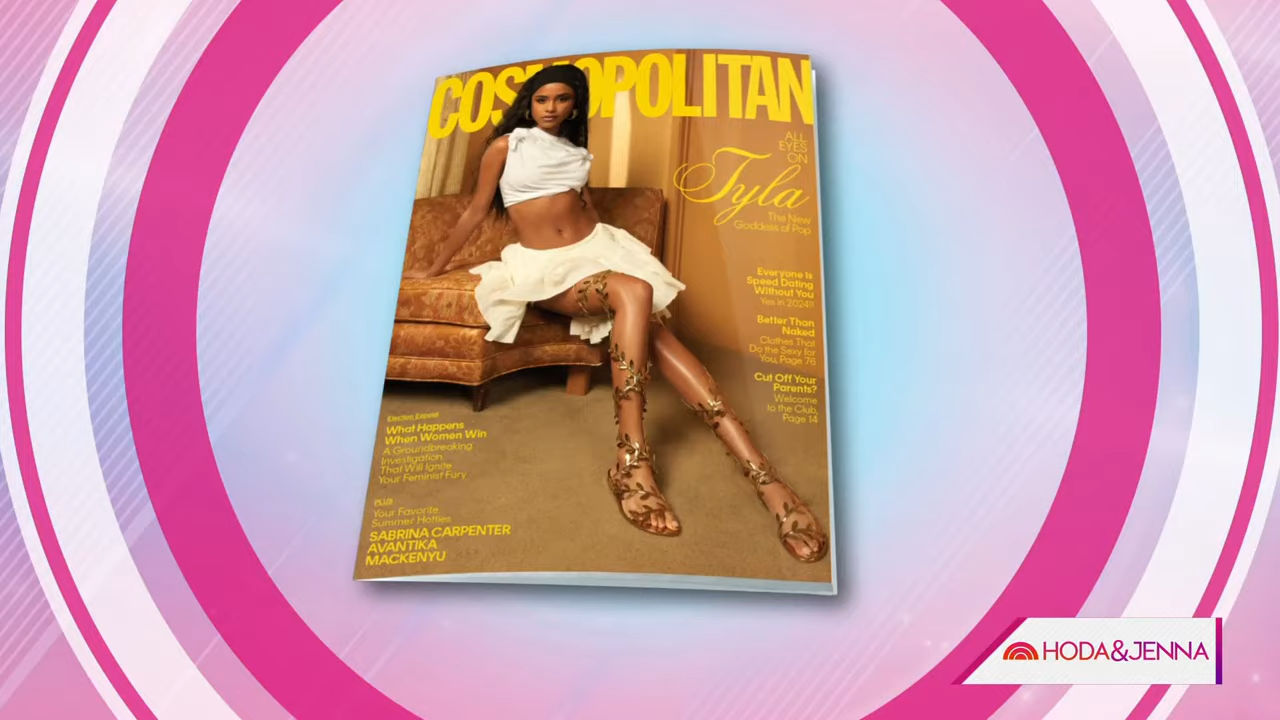 COSMOPOLITAN
ALL
EYES
ON
Tyla
The New
Goddess of Pop
Everyone Is
Speed Dating
Without You
Yes in 2024!!
Better Than
Naked
Clothes That
Do the Sexy for
You, Page 76
Cut Off Your
Parents?
Welcome
to the Club,
Page 14
What Happens
When Women Win
A Groundbreaking
Investigation
That Will Ignite
Your Feminist Fury
PLUS
Your Favorite
Summer Hotties
SABRINA CARPENTER
AVANTIKA
MACKENYU
HODA&JENNA